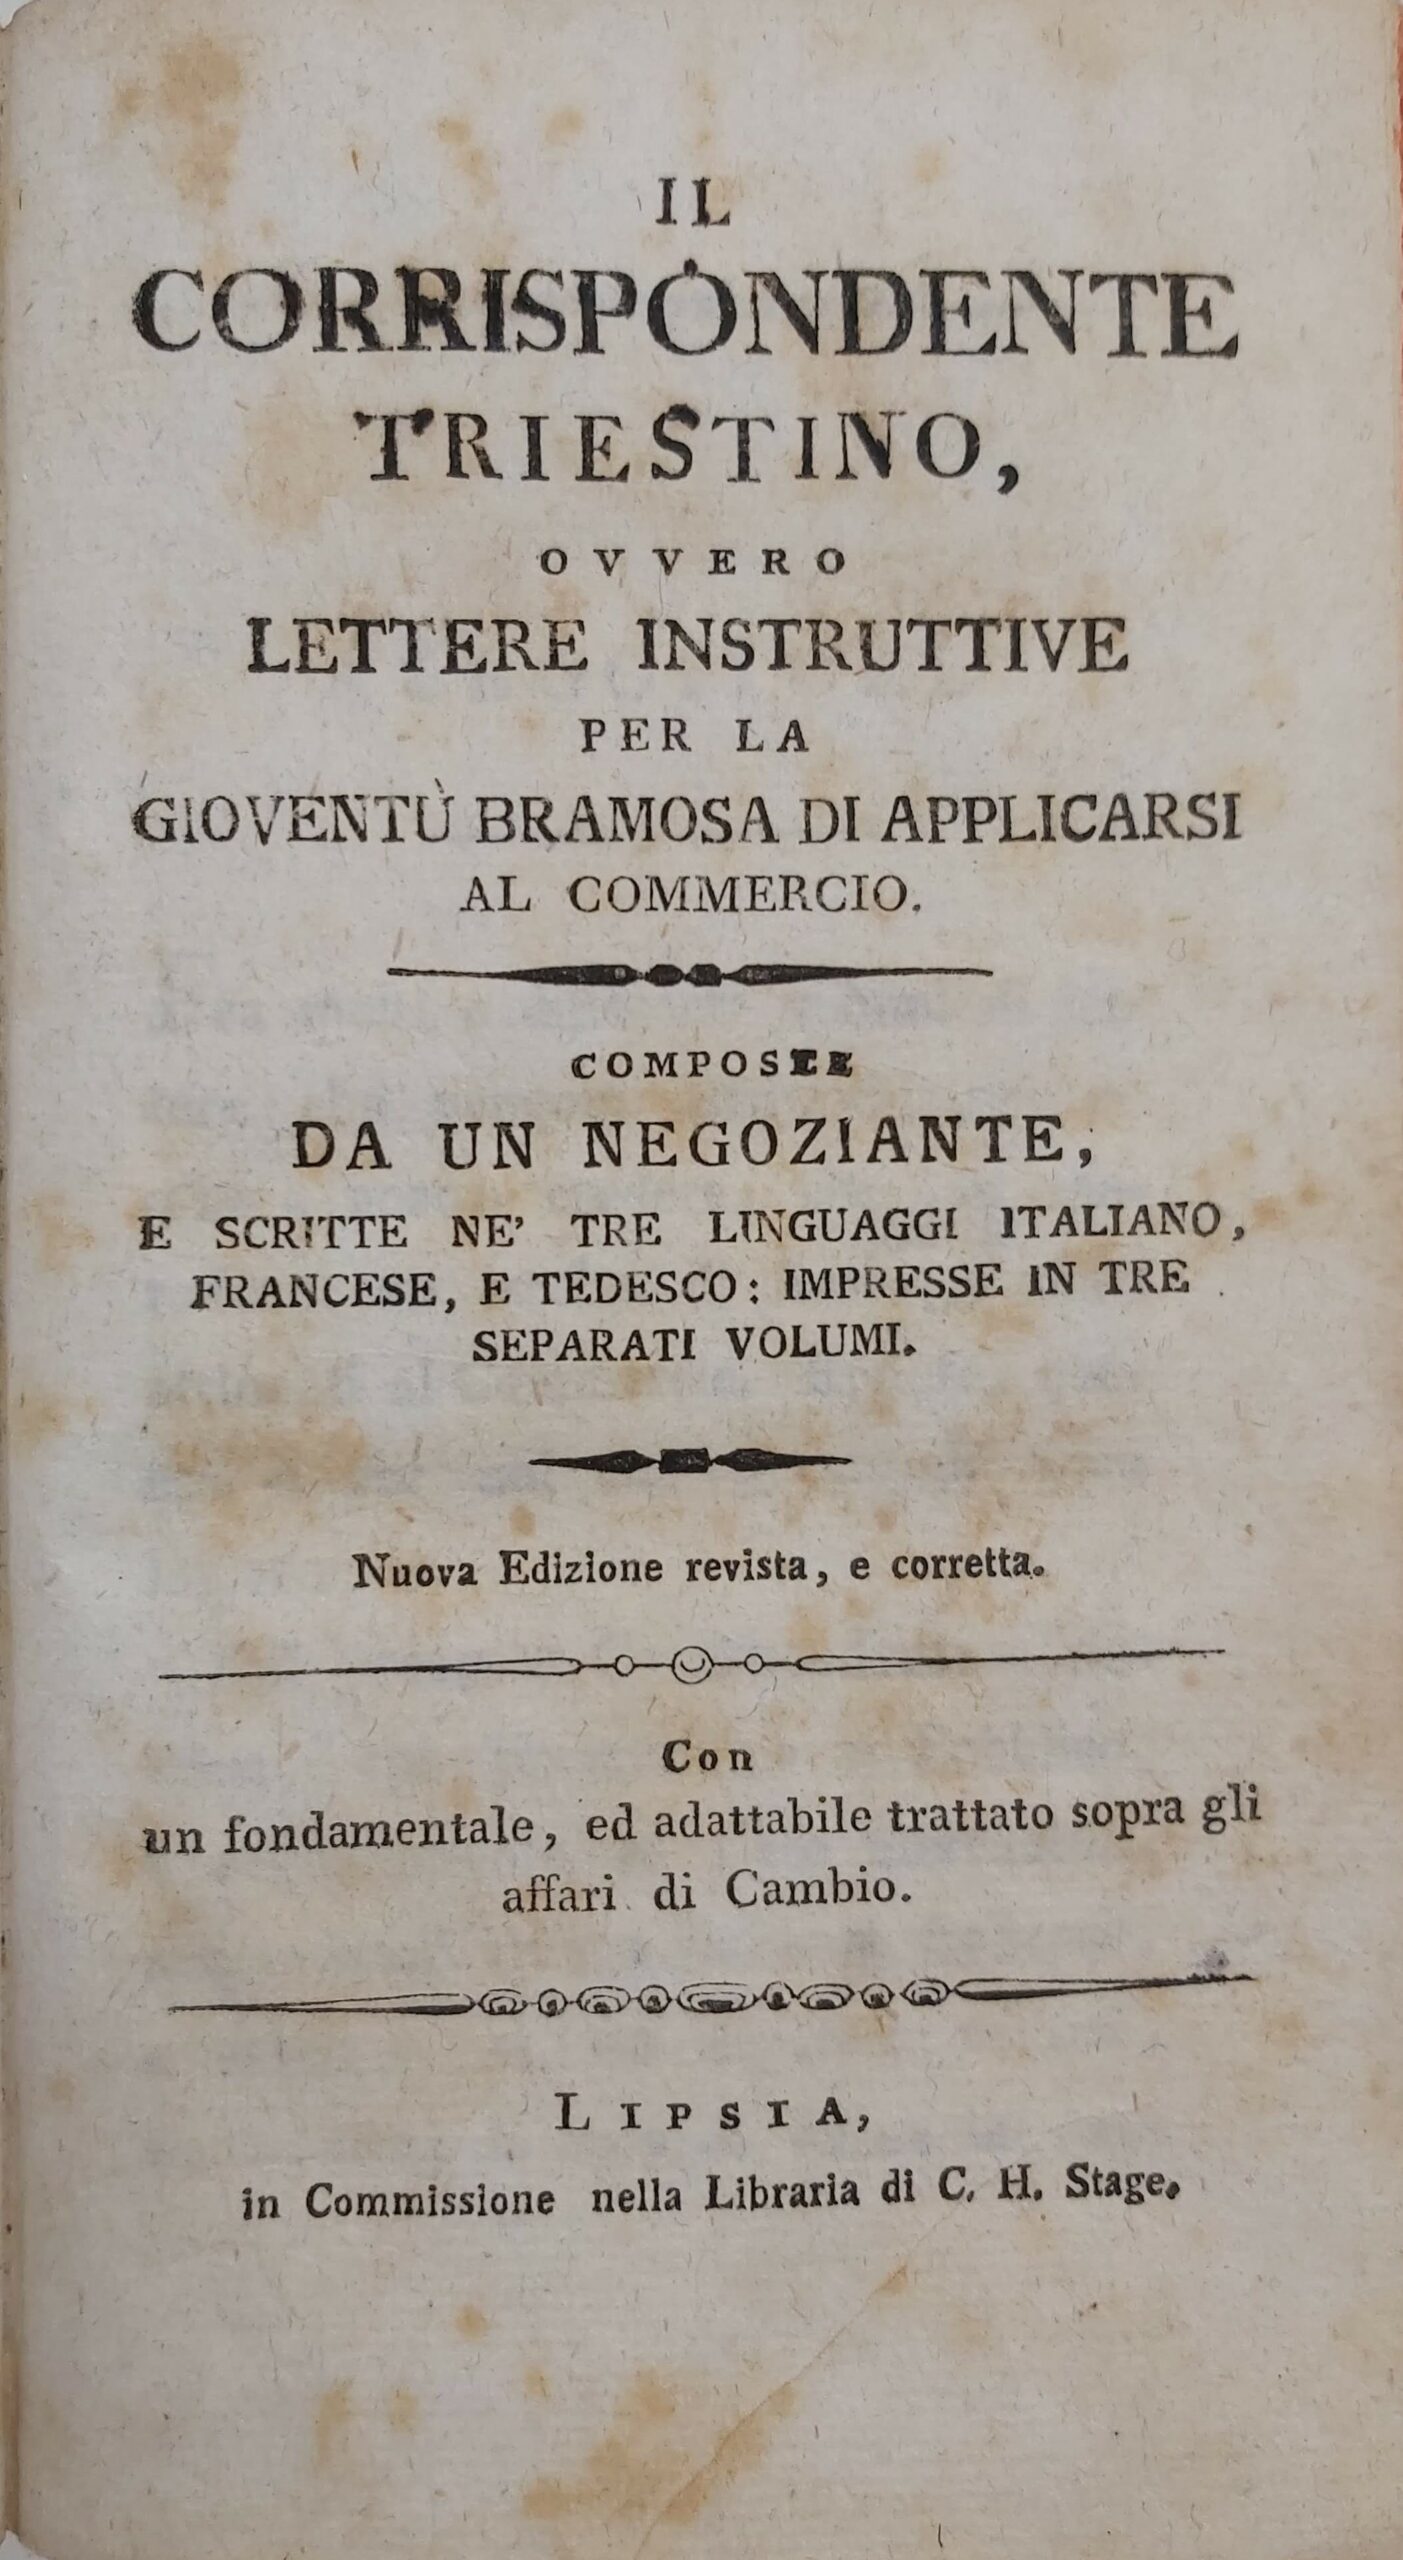 IL
CORRISPONDENTE
TRIESTINO,
OVVERO
LETTERE INSTRUTTIVE
PER LA
GIOVENTÙ BRAMOSA DI APPLICARSI
AL COMMERCIO.
COMPOSTE
DA UN NEGOZIANTE,
E SCRITTE NE' TRE LINGUAGGI ITALIANO,
FRANCESE, E TEDESCO: IMPRESSE IN TRE
SEPARATI VOLUMI.
Nuova Edizione revista, e corretta.
Con
un fondamentale, ed adattabile trattato sopra gli
affari di Cambio.
LIPSIA,
in Commissione nella Libraria di C. H. Stage.